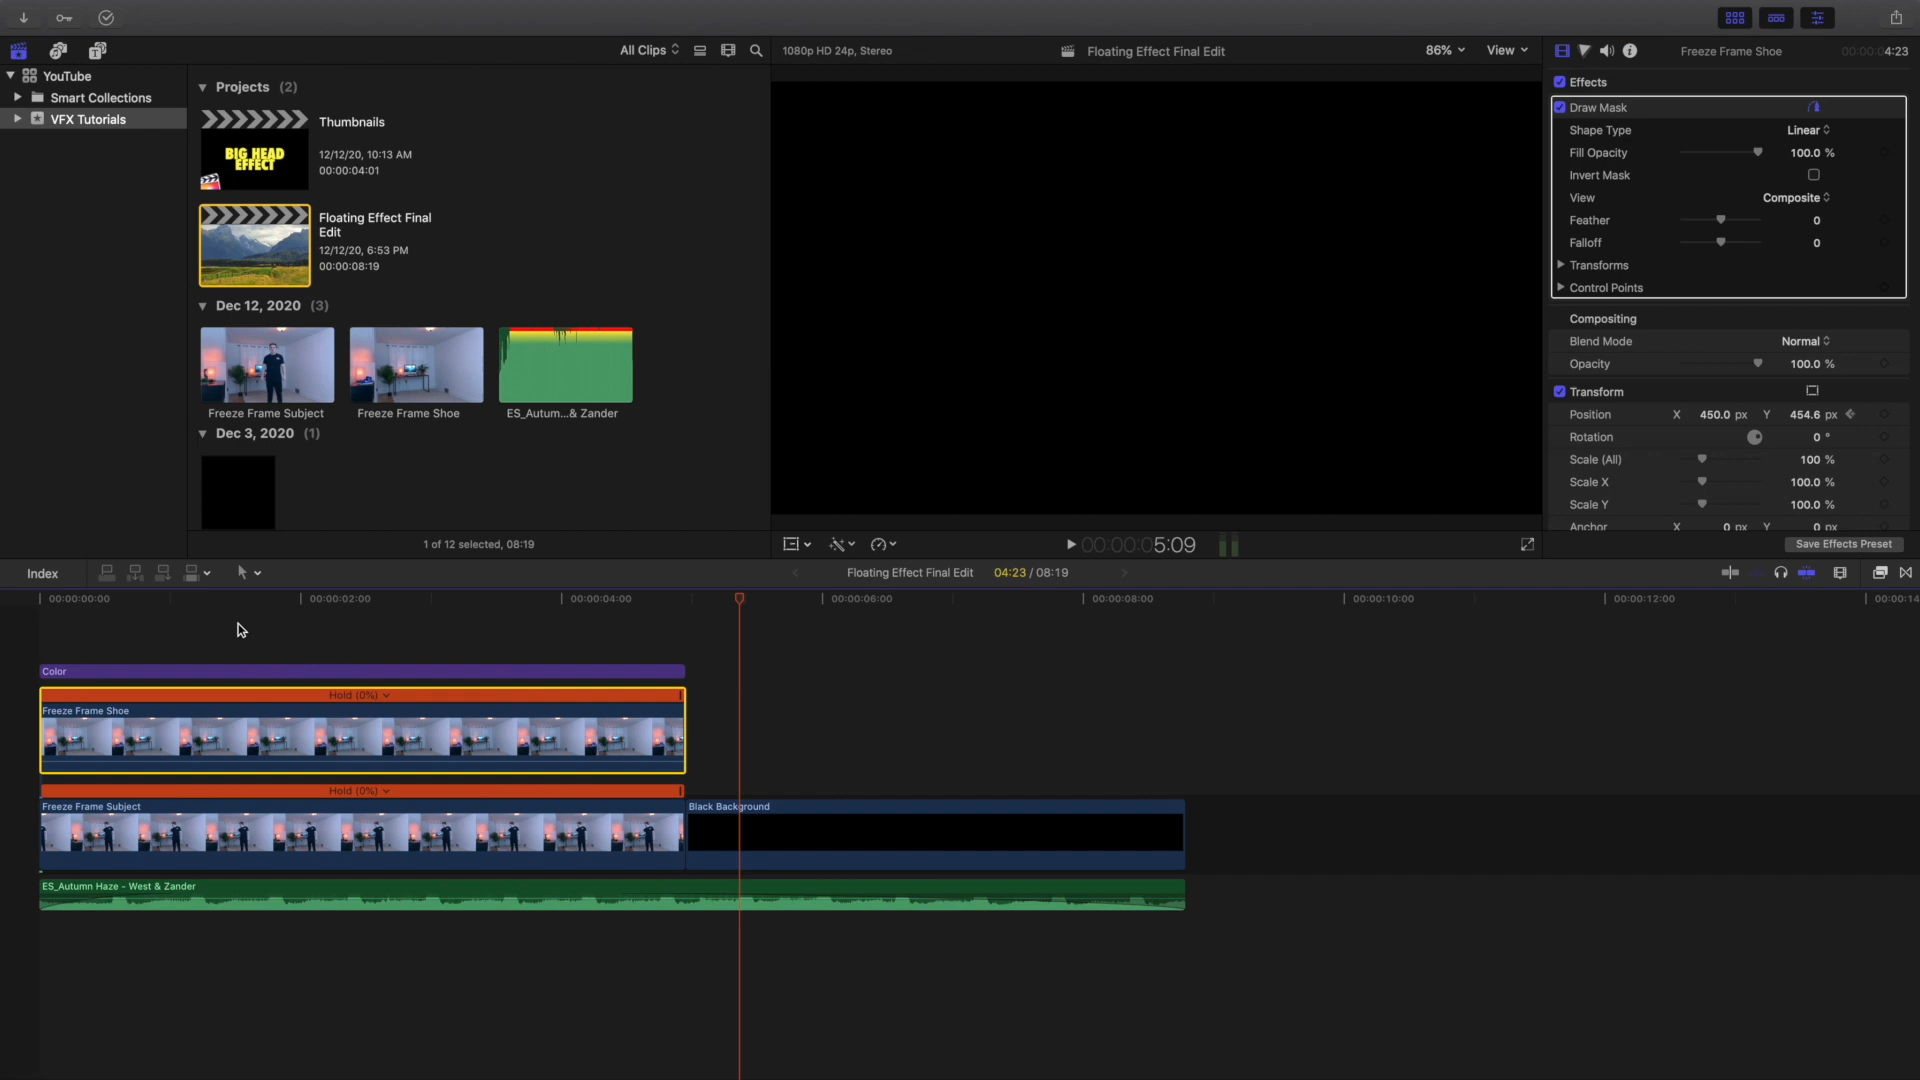 All Clips
1080p HD 24p, Stereo
Floating Effect Final Edit
86%
View
Freeze Frame Shoe
00:00:04:23
YouTube
Smart Collections
VFX Tutorials
Projects (2)
Thumbnails
12/12/20, 10:13 AM
00:00:04:01
BIG HEAD
EFFECT
Floating Effect Final
Edit
12/12/20, 6:53 PM
00:00:08:19
Dec 12, 2020 (3)
Freeze Frame Subject
Freeze Frame Shoe
ES_Autum...& Zander
Dec 3, 2020 (1)
1 of 12 selected, 08:19
00:00:05:09
Effects
Draw Mask
Shape Type Linear
Fill Opacity 100.0 %
Invert Mask
View Composite
Feather 0
Falloff 0
Transforms
Control Points
Compositing
Blend Mode Normal
Opacity 100.0 %
Transform
Position X 450.0 px Y 454.6 px
Rotation 0 °
Scale (All) 100 %
Scale X 100.0 %
Scale Y 100.0 %
Anchor X 0 px Y 0 px
Save Effects Preset
Index
Floating Effect Final Edit 04:23 / 08:19
00:00:00:00
00:00:02:00
00:00:04:00
00:00:06:00
00:00:08:00
00:00:10:00
00:00:12:00
00:00:14
Color
Hold (0%)
Freeze Frame Shoe
Hold (0%)
Freeze Frame Subject
Black Background
ES_Autumn Haze - West & Zander